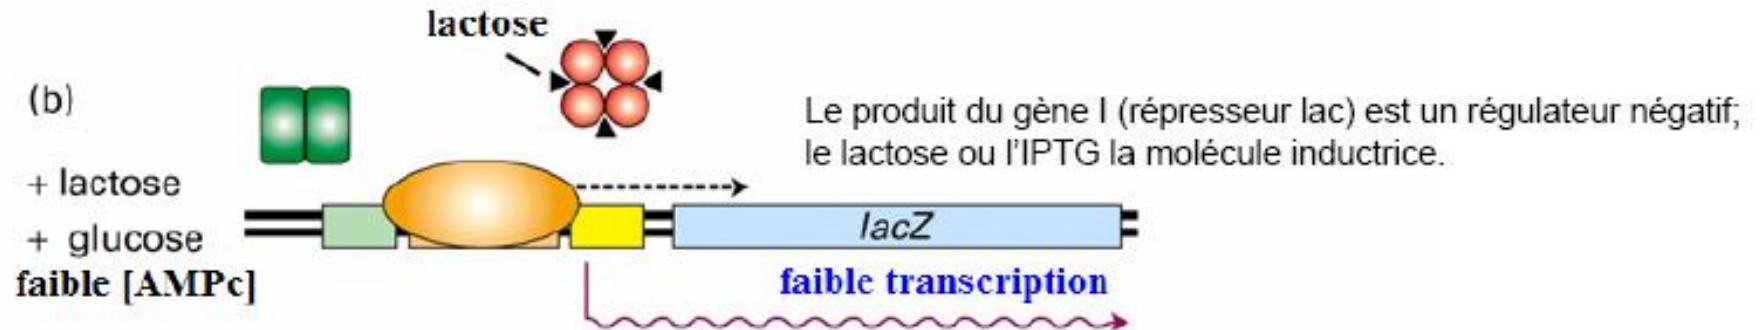 lactose
(b)
Le produit du gène I (répresseur lac) est un régulateur négatif;
le lactose ou l'IPTG la molécule inductrice.
+ lactose
+ glucose
faible [AMPc]
lacZ
faible transcription